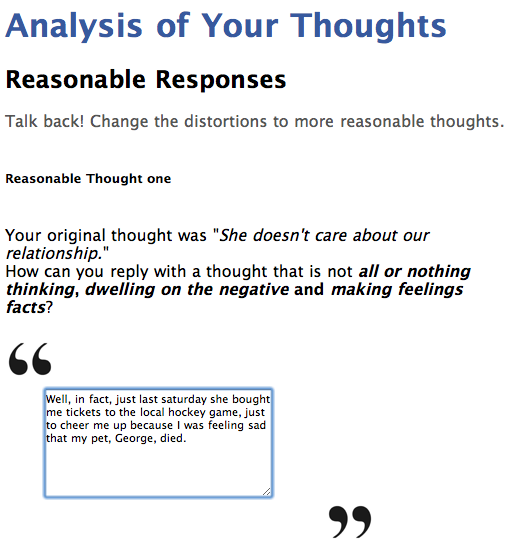 Analysis of Your Thoughts
Reasonable Responses
Talk back! Change the distortions to more reasonable thoughts.
Reasonable Thought one
Your original thought was "She doesn't care about our
relationship."
How can you reply with a thought that is not all or nothing
thinking, dwelling on the negative and making feelings
facts?
“
Well, in fact, just last saturday she bought
me tickets to the local hockey game, just
to cheer me up because I was feeling sad
that my pet, George, died.
”